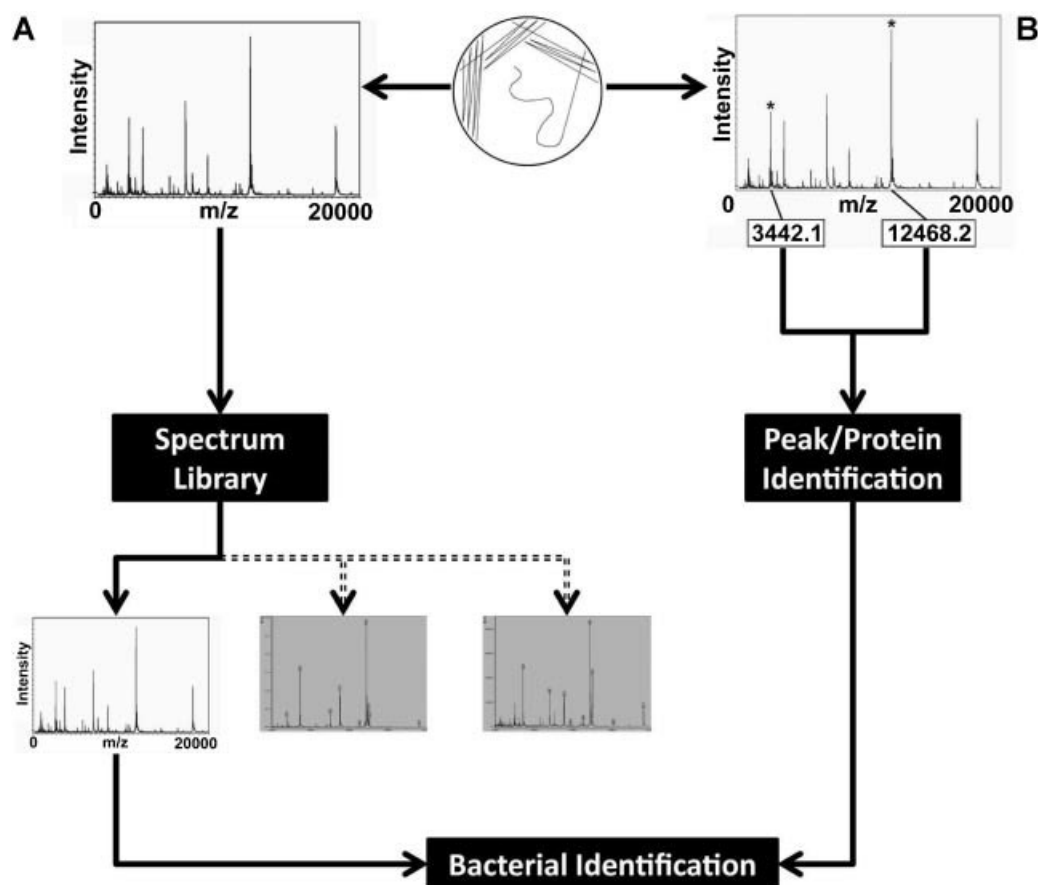 A
B
Intensity
0
m/z
20000
*
*
Intensity
0
m/z
20000
3442.1
12468.2
Spectrum
Library
Peak/Protein
Identification
Intensity
0
m/z
20000
Bacterial Identification